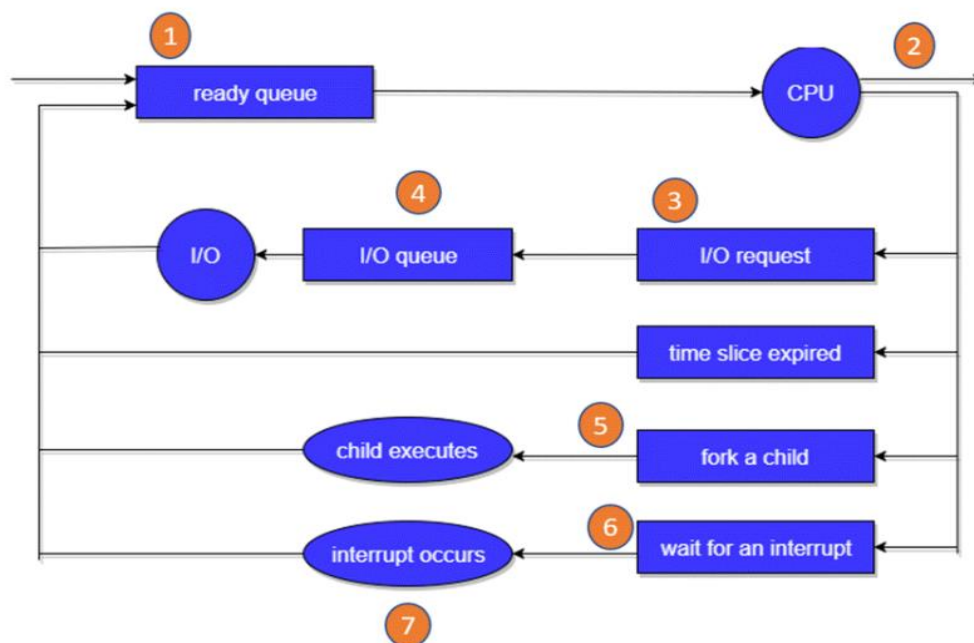 1
2
ready queue
CPU
4
3
I/O
I/O queue
I/O request
time slice expired
5
child executes
fork a child
6
interrupt occurs
wait for an interrupt
7